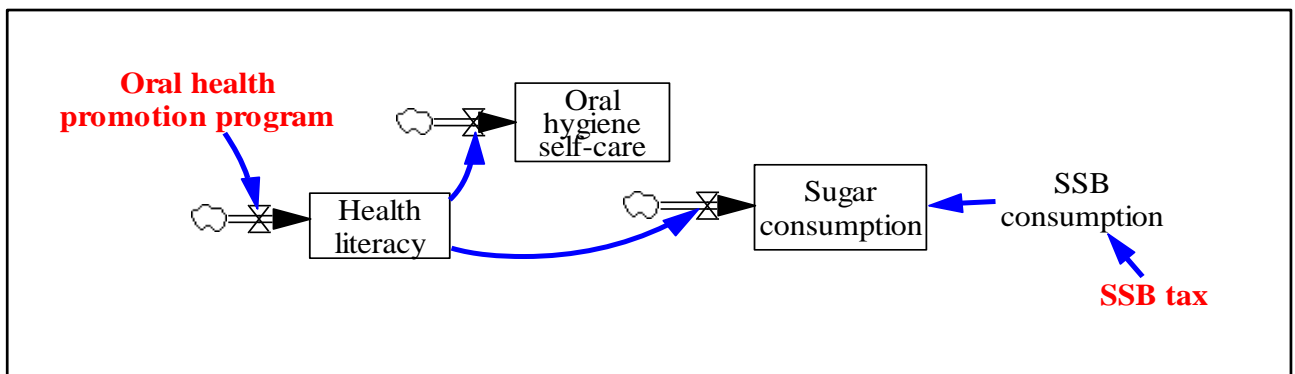 Oral health
promotion program
Oral
hygiene
self-care
Health
literacy
Sugar
consumption
SSB
consumption
SSB tax